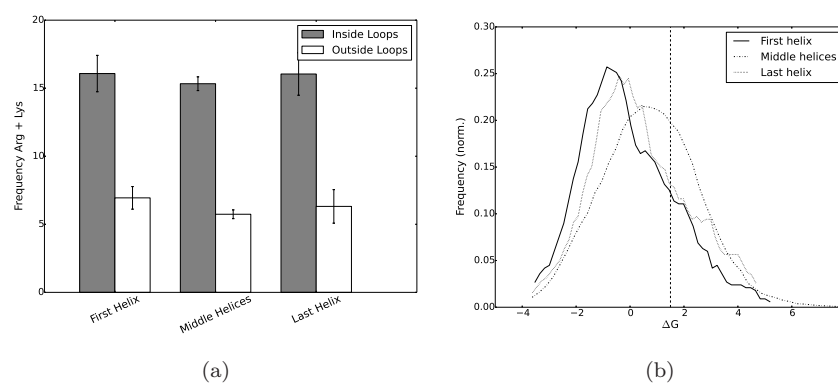 20
15
10
5
0
Frequency Arg + Lys
Inside Loops
Outside Loops
First Helix
Middle Helices
Last Helix
(a)
0.30
0.25
0.20
0.15
0.10
0.05
0.00
Frequency (norm.)
First helix
Middle helices
Last helix
−4
−2
0
2
4
6
ΔG
(b)